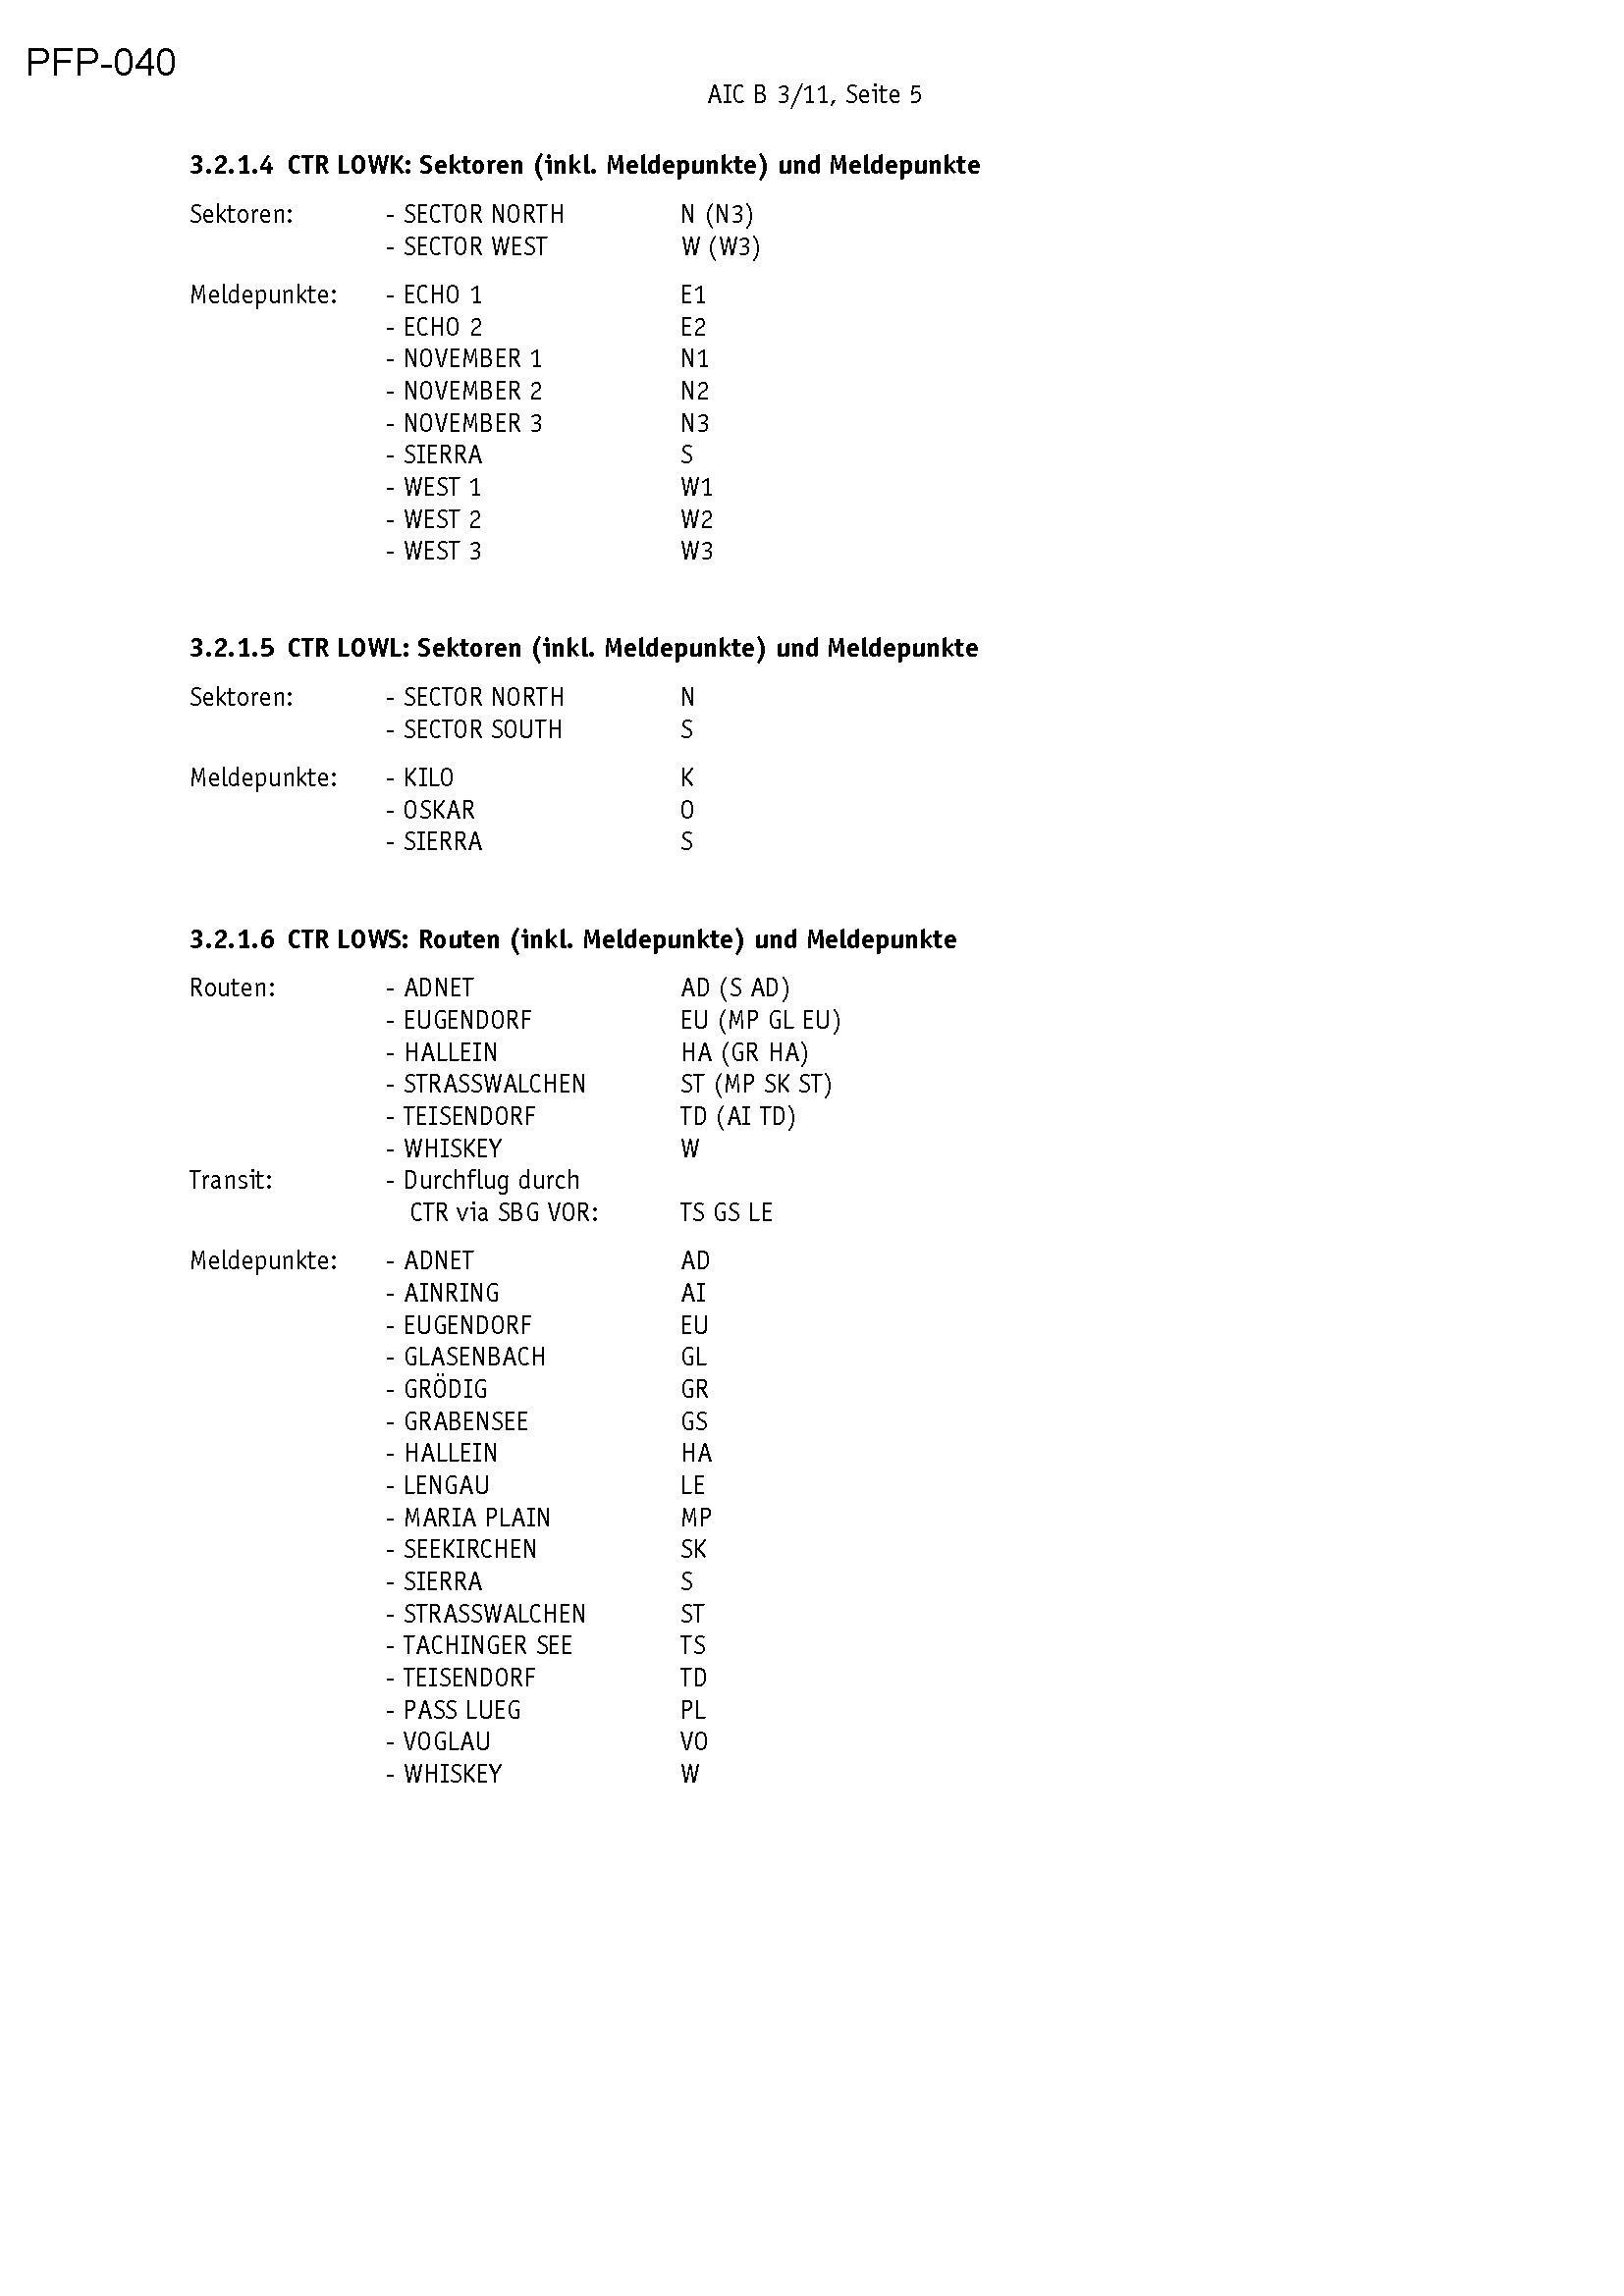 PFP-040
AIC B 3/11, Seite 5
3.2.1.4 CTR LOWK: Sektoren (inkl. Meldepunkte) und Meldepunkte
Sektoren: - SECTOR NORTH N (N3)
- SECTOR WEST W (W3)
Meldepunkte: - ECHO 1 E1
- ECHO 2 E2
- NOVEMBER 1 N1
- NOVEMBER 2 N2
- NOVEMBER 3 N3
- SIERRA S
- WEST 1 W1
- WEST 2 W2
- WEST 3 W3
3.2.1.5 CTR LOWL: Sektoren (inkl. Meldepunkte) und Meldepunkte
Sektoren: - SECTOR NORTH N
- SECTOR SOUTH S
Meldepunkte: - KILO K
- OSKAR O
- SIERRA S
3.2.1.6 CTR LOWS: Routen (inkl. Meldepunkte) und Meldepunkte
Routen: - ADNET AD (S AD)
- EUGENDORF EU (MP GL EU)
- HALLEIN HA (GR HA)
- STRASSWALCHEN ST (MP SK ST)
- TEISENDORF TD (AI TD)
- WHISKEY W
Transit: - Durchflug durch
CTR via SBG VOR: TS GS LE
Meldepunkte: - ADNET AD
- AINRING AI
- EUGENDORF EU
- GLASENBACH GL
- GRÖDIG GR
- GRABENSEE GS
- HALLEIN HA
- LENGAU LE
- MARIA PLAIN MP
- SEEKIRCHEN SK
- SIERRA S
- STRASSWALCHEN ST
- TACHINGER SEE TS
- TEISENDORF TD
- PASS LUEG PL
- VOGLAU VO
- WHISKEY W